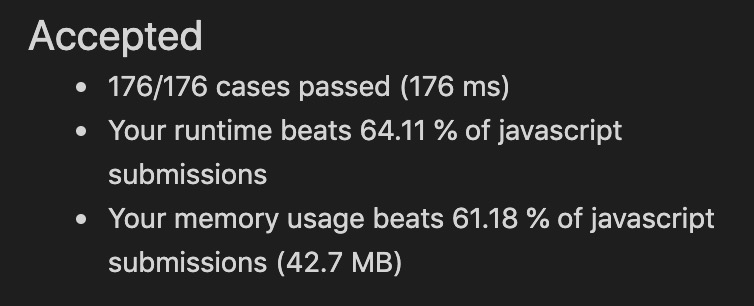 Accepted
• 176/176 cases passed (176 ms)
• Your runtime beats 64.11 % of javascript
submissions
• Your memory usage beats 61.18 % of javascript
submissions (42.7 MB)